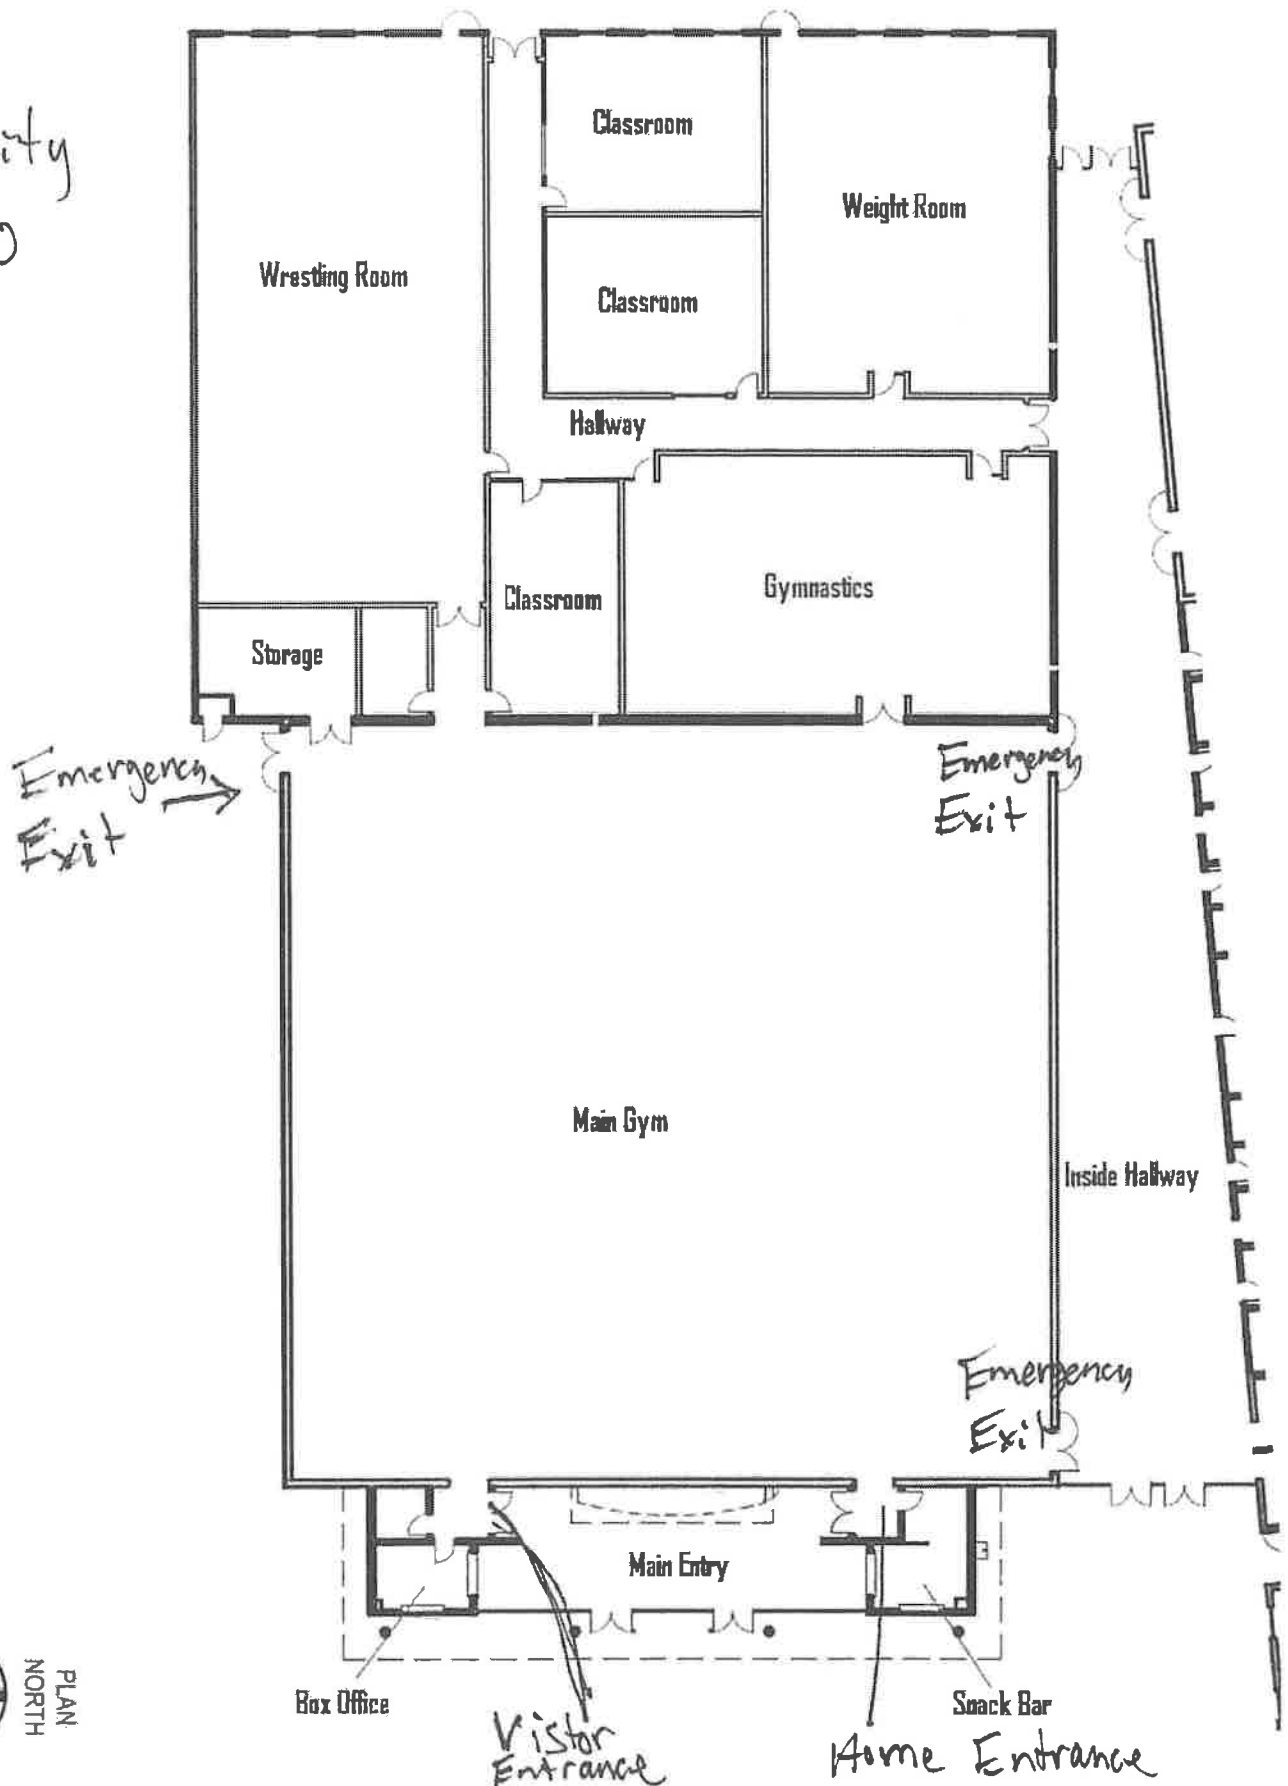 ity
Classroom
Weight Room
Wrestling Room
Classroom
Hallway
Classroom
Gymnastics
Storage
Emergency
Exit
Emergency
Exit
Main Gym
Inside Hallway
Emergency
Exit
Main Entry
Box Office
Snack Bar
Vistor
Entrance
Home Entrance
PLAN
NORTH